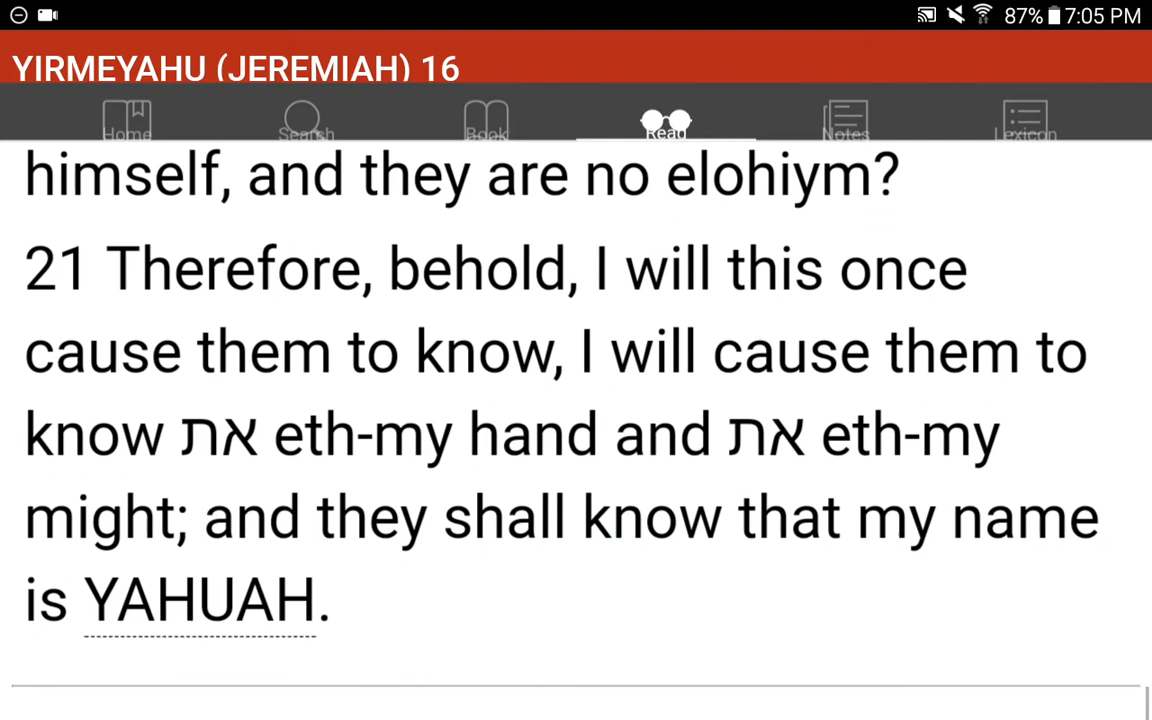 87% 7:05 PM
YIRMEYAHU (JEREMIAH) 16
Home Search Book Read Notes Lexicon
himself, and they are no elohiym?
21 Therefore, behold, I will this once
cause them to know, I will cause them to
know את eth-my hand and את eth-my
might; and they shall know that my name
is YAHUAH.